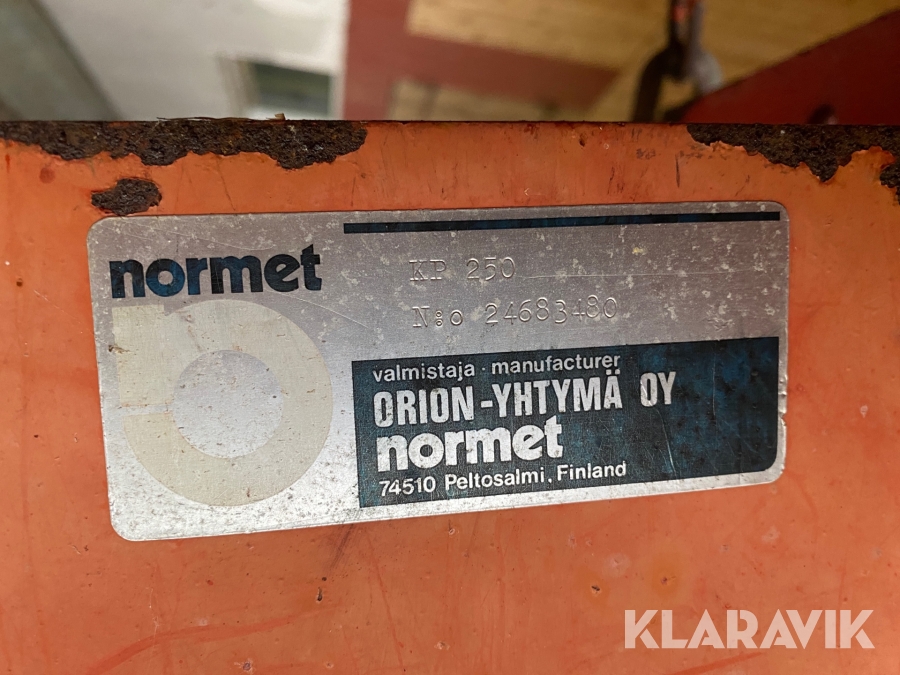 normet
KP 250
N:o 24683480
valmistaja · manufacturer
ORION-YHTYMÄ OY
normet
74510 Peltosalmi, Finland
KLARAVIK